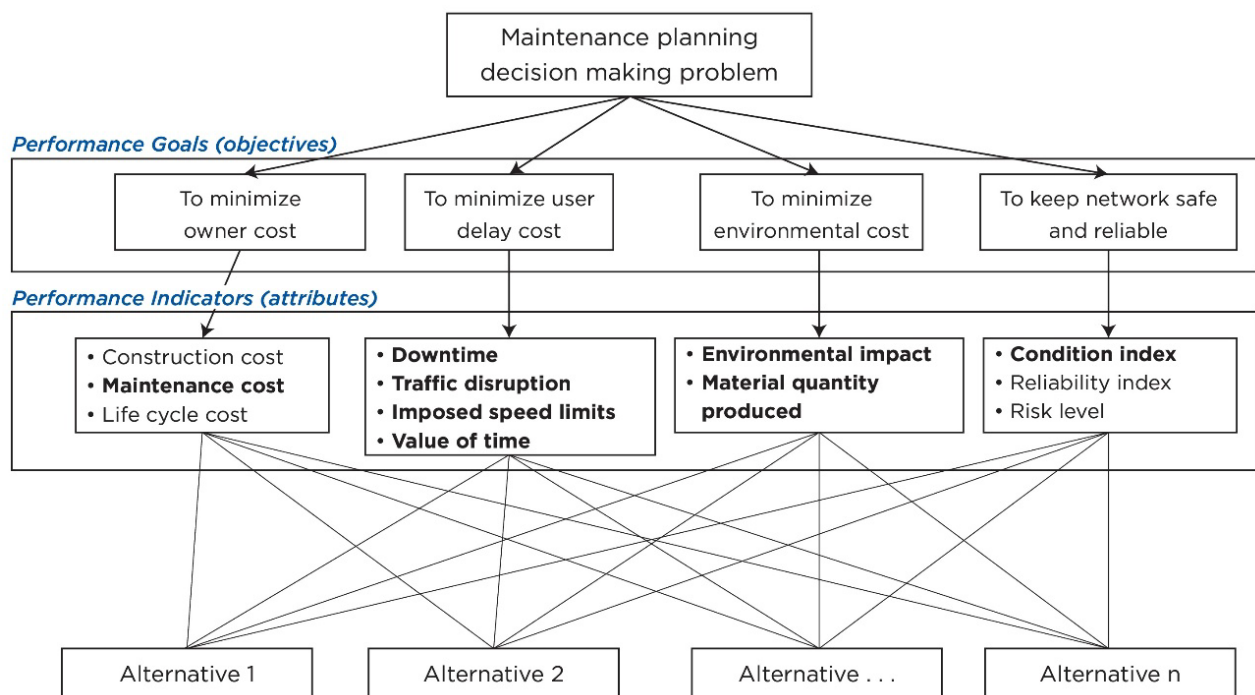 Maintenance planning
decision making problem
Performance Goals (objectives)
To minimize
owner cost
To minimize user
delay cost
To minimize
environmental cost
To keep network safe
and reliable
Performance Indicators (attributes)
• Construction cost
• Maintenance cost
• Life cycle cost
• Downtime
• Traffic disruption
• Imposed speed limits
• Value of time
• Environmental impact
• Material quantity
produced
• Condition index
• Reliability index
• Risk level
Alternative 1
Alternative 2
Alternative . . .
Alternative n